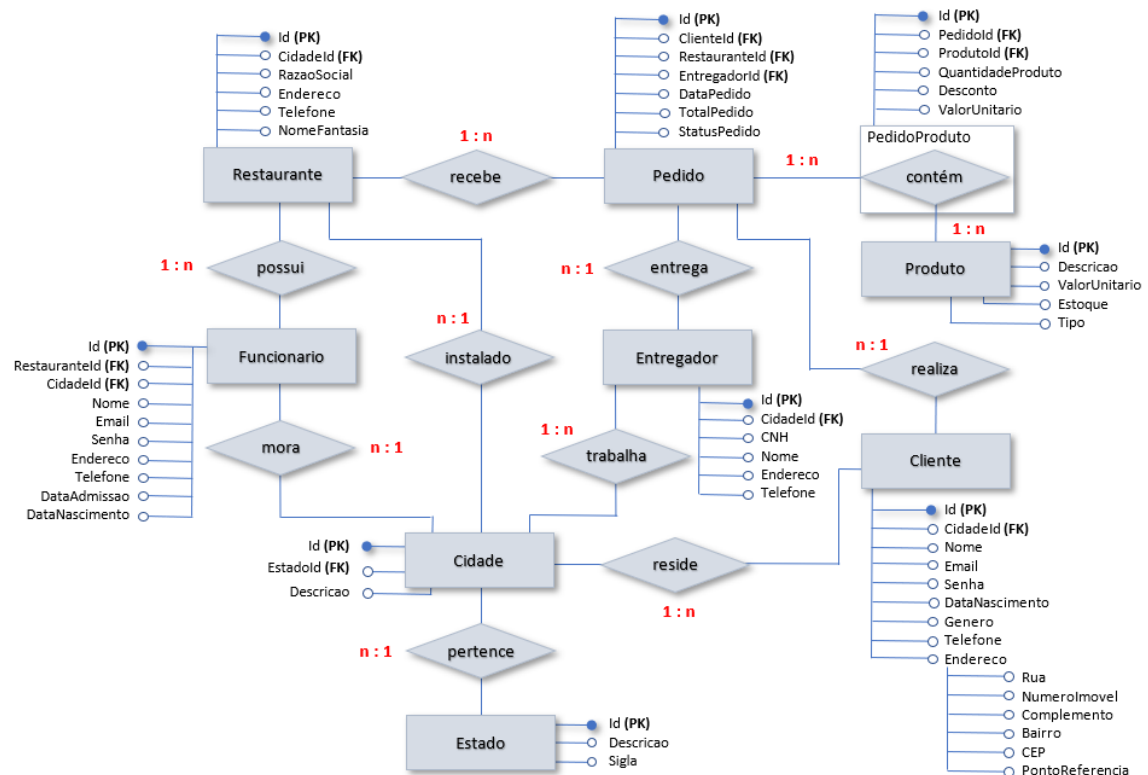 Id (PK)
CidadeId (FK)
RazaoSocial
Endereco
Telefone
NomeFantasia
Restaurante
1 : n
recebe
Id (PK)
ClienteId (FK)
RestauranteId (FK)
EntregadorId (FK)
DataPedido
TotalPedido
StatusPedido
Pedido
1 : n
Id (PK)
PedidoId (FK)
ProdutoId (FK)
QuantidadeProduto
Desconto
ValorUnitario
PedidoProduto
contém
1 : n
Produto
Id (PK)
Descricao
ValorUnitario
Estoque
Tipo
1 : n
possui
n : 1
entrega
n : 1
instalado
n : 1
realiza
Id (PK)
RestauranteId (FK)
CidadeId (FK)
Nome
Email
Senha
Endereco
Telefone
DataAdmissao
DataNascimento
Funcionario
mora
n : 1
Entregador
Id (PK)
CidadeId (FK)
CNH
Nome
Endereco
Telefone
1 : n
trabalha
Cliente
Id (PK)
CidadeId (FK)
Nome
Email
Senha
DataNascimento
Genero
Telefone
Endereco
Rua
NumeroImovel
Complemento
Bairro
CEP
PontoReferencia
Id (PK)
EstadoId (FK)
Descricao
Cidade
reside
1 : n
n : 1
pertence
Estado
Id (PK)
Descricao
Sigla